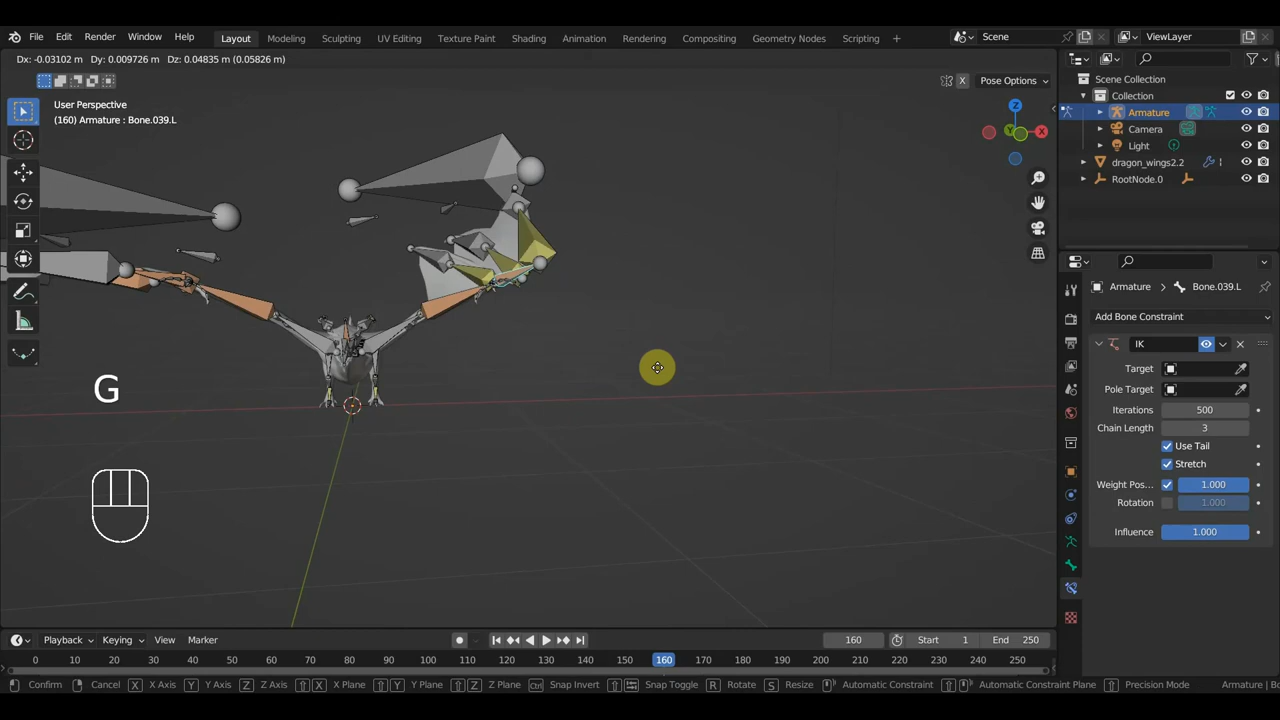 File Edit Render Window Help Layout Modeling Sculpting UV Editing Texture Paint Shading Animation Rendering Compositing Geometry Nodes Scripting + Scene ViewLayer
Dx: -0.03102 m Dy: 0.009726 m Dz: 0.04835 m (0.05826 m)
X Pose Options
User Perspective
(160) Armature : Bone.039.L
Z
X
Y
G
Scene Collection
Collection
Armature
Camera
Light
dragon_wings2.2
RootNode.0
Armature > Bone.039.L
Add Bone Constraint
IK
Target
Pole Target
Iterations 500
Chain Length 3
Use Tail
Stretch
Weight Pos... 1.000
Rotation 1.000
Influence 1.000
Playback Keying View Marker 160 Start 1 End 250
0 10 20 30 40 50 60 70 80 90 100 110 120 130 140 150 160 170 180 190 200 210 220 230 240 250
Confirm Cancel X X Axis Y Y Axis Z Z Axis X X Plane Y Y Plane Z Z Plane Ctrl Snap Invert Snap Toggle R Rotate S Resize Automatic Constraint Automatic Constraint Plane Precision Mode Armature | Bo